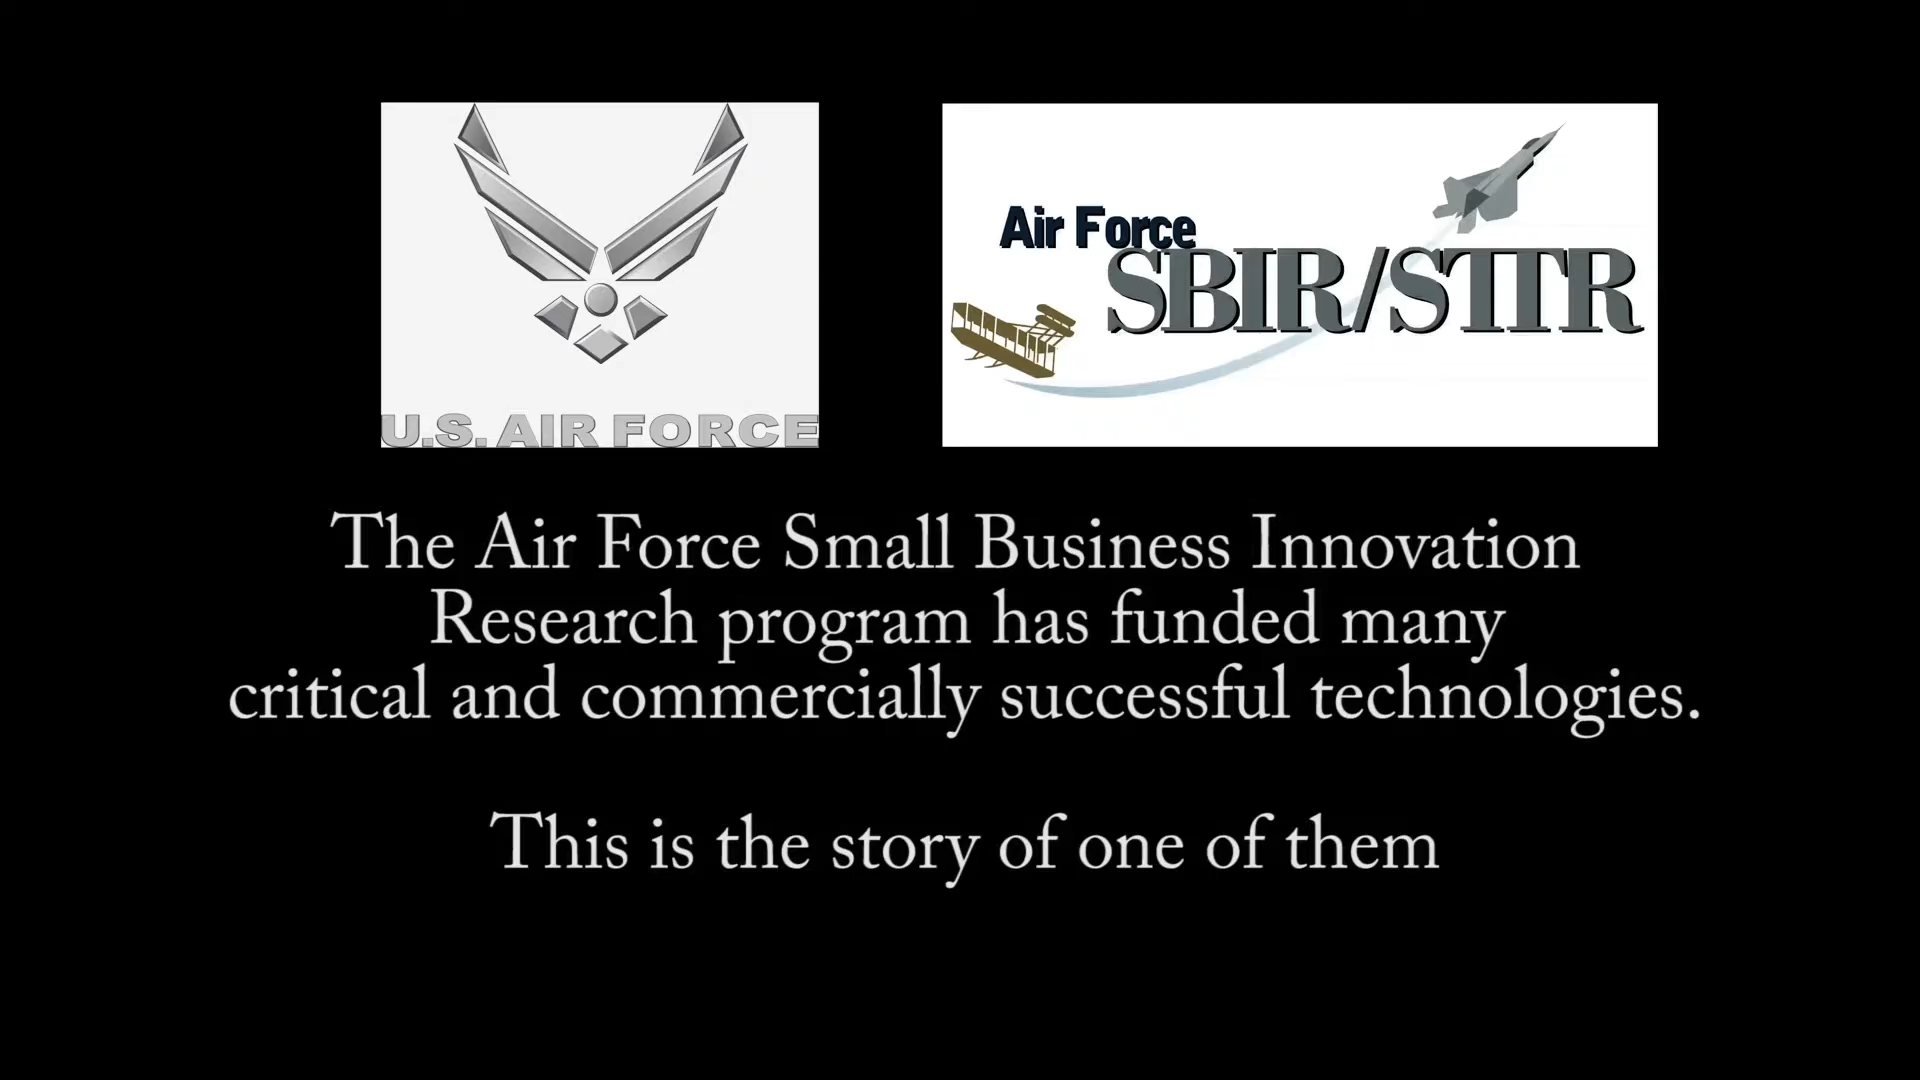 U.S. AIR FORCE
Air Force
SBIR/STTR
The Air Force Small Business Innovation
Research program has funded many
critical and commercially successful technologies.
This is the story of one of them